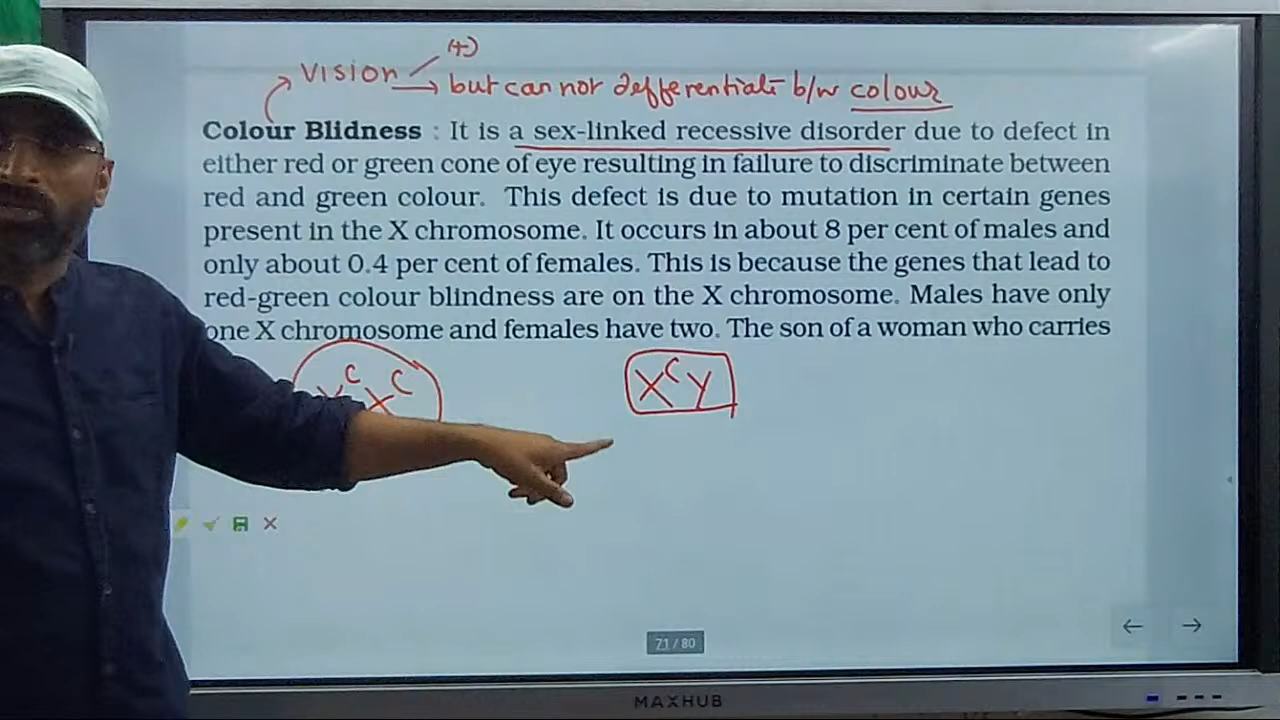 Vision (+)
but can not differentiate b/w colour
Colour Blidness : It is a sex-linked recessive disorder due to defect in
either red or green cone of eye resulting in failure to discriminate between
red and green colour. This defect is due to mutation in certain genes
present in the X chromosome. It occurs in about 8 per cent of males and
only about 0.4 per cent of females. This is because the genes that lead to
red-green colour blindness are on the X chromosome. Males have only
one X chromosome and females have two. The son of a woman who carries
X^C X^C
X^C Y
71 / 80
MAXHUB